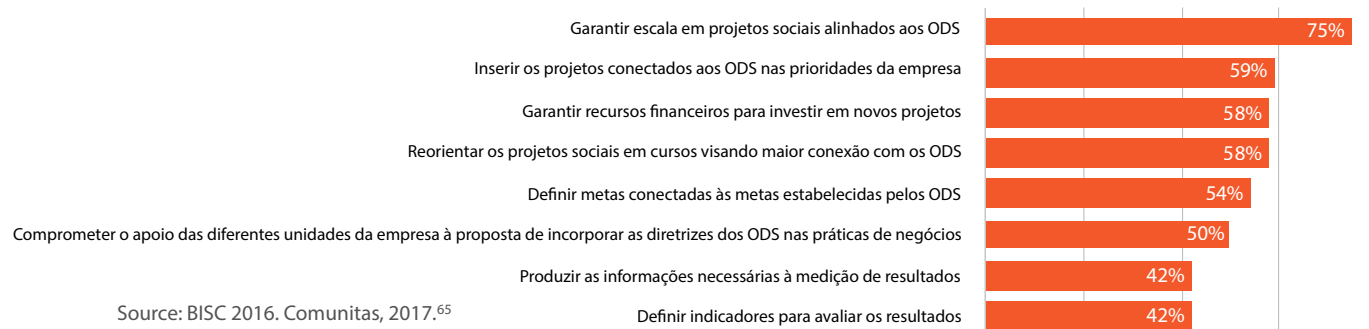 Garantir escala em projetos sociais alinhados aos ODS 75%
Inserir os projetos conectados aos ODS nas prioridades da empresa 59%
Garantir recursos financeiros para investir em novos projetos 58%
Reorientar os projetos sociais em cursos visando maior conexão com os ODS 58%
Definir metas conectadas às metas estabelecidas pelos ODS 54%
Comprometer o apoio das diferentes unidades da empresa à proposta de incorporar as diretrizes dos ODS nas práticas de negócios 50%
Produzir as informações necessárias à medição de resultados 42%
Definir indicadores para avaliar os resultados 42%
Source: BISC 2016. Comunitas, 2017.⁶⁵